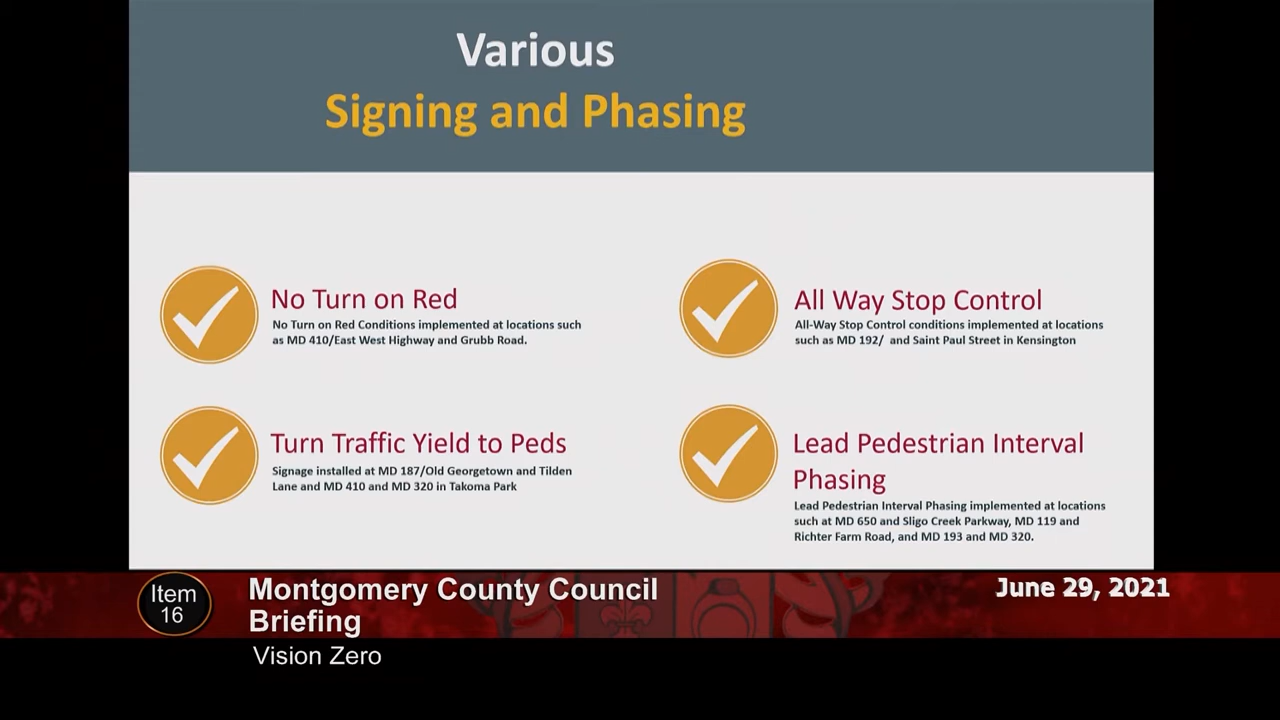 Various
Signing and Phasing
No Turn on Red
No Turn on Red Conditions implemented at locations such
as MD 410/East West Highway and Grubb Road.
All Way Stop Control
All-Way Stop Control conditions implemented at locations
such as MD 192/ and Saint Paul Street in Kensington
Turn Traffic Yield to Peds
Signage installed at MD 187/Old Georgetown and Tilden
Lane and MD 410 and MD 320 in Takoma Park
Lead Pedestrian Interval
Phasing
Lead Pedestrian Interval Phasing implemented at locations
such at MD 650 and Sligo Creek Parkway, MD 119 and
Richter Farm Road, and MD 193 and MD 320.
Item
16
Montgomery County Council
Briefing
Vision Zero
June 29, 2021